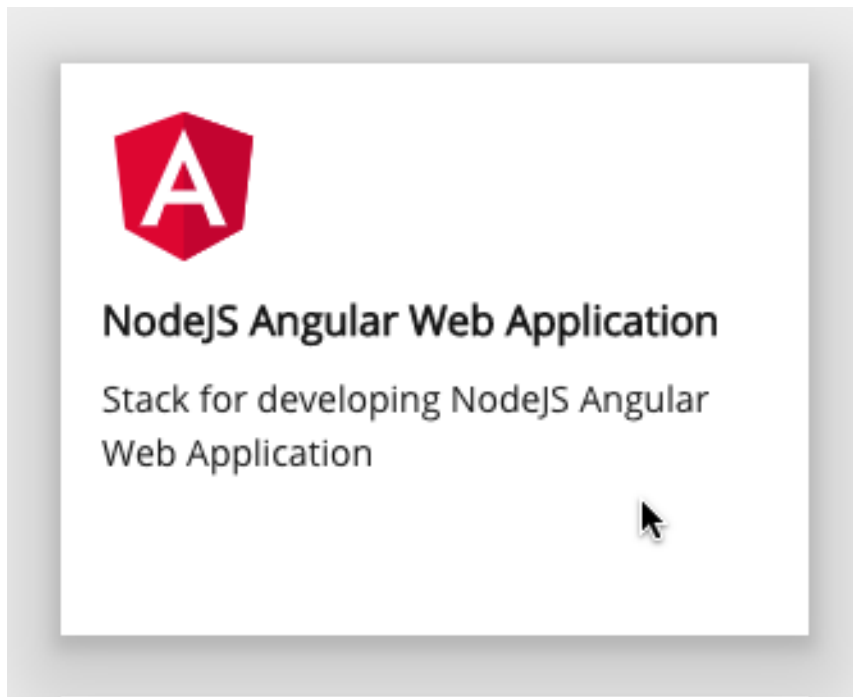 A
NodeJS Angular Web Application
Stack for developing NodeJS Angular
Web Application